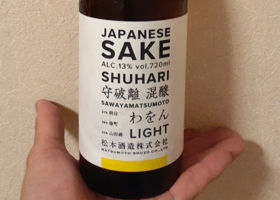 JAPANESE
SAKE
ALC.13% vol.720ml
SHUHARI
守破離 混醸
SAWAYAMATSUMOTO
わをん
LIGHT
松本酒造株式会社
MATSUMOTO SHUZO CO.,LTD.